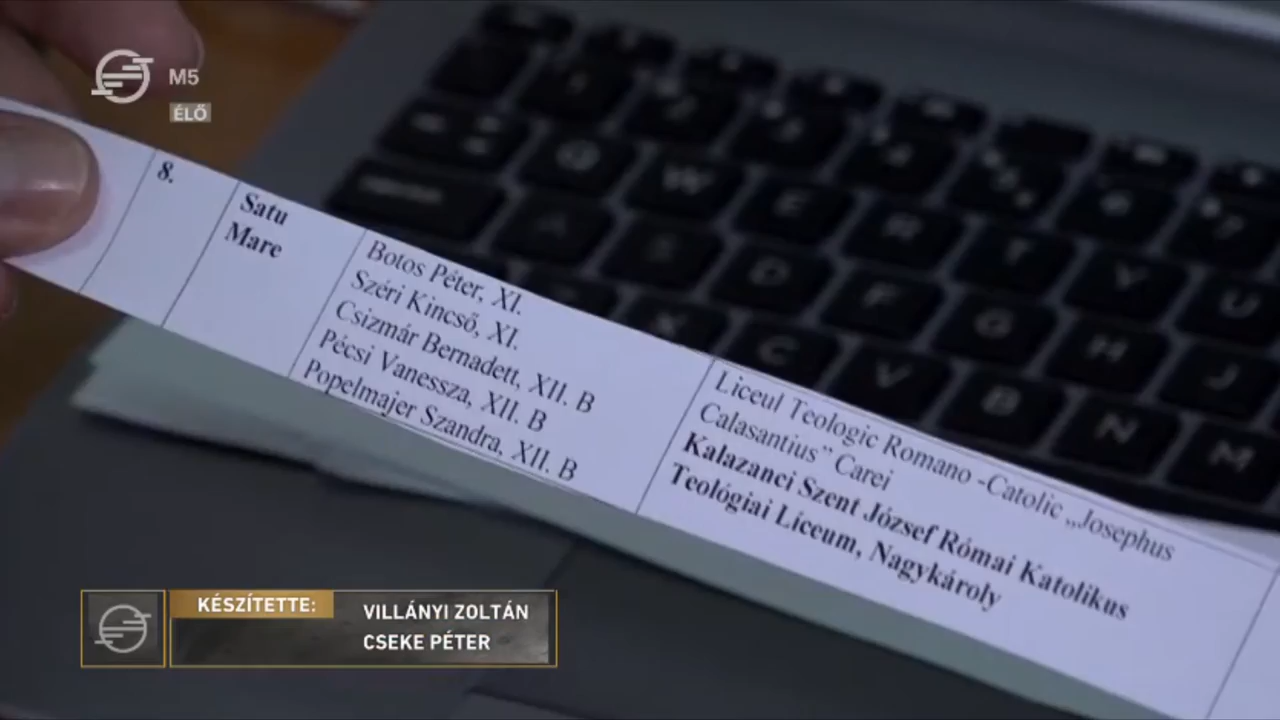 M5
ÉLŐ
8.
Satu
Mare
Botos Péter, XI.
Széri Kincső, XI.
Csizmár Bernadett, XII. B
Pécsi Vanessza, XII. B
Popelmajer Szandra, XII. B
Liceul Teologic Romano -Catolic „Josephus
Calasantius” Carei
Kalazanci Szent József Római Katolikus
Teológiai Liceum, Nagykároly
Q W E R T Y U
A S D F G H J
X C V B N M
KÉSZÍTETTE:
VILLÁNYI ZOLTÁN
CSEKE PÉTER